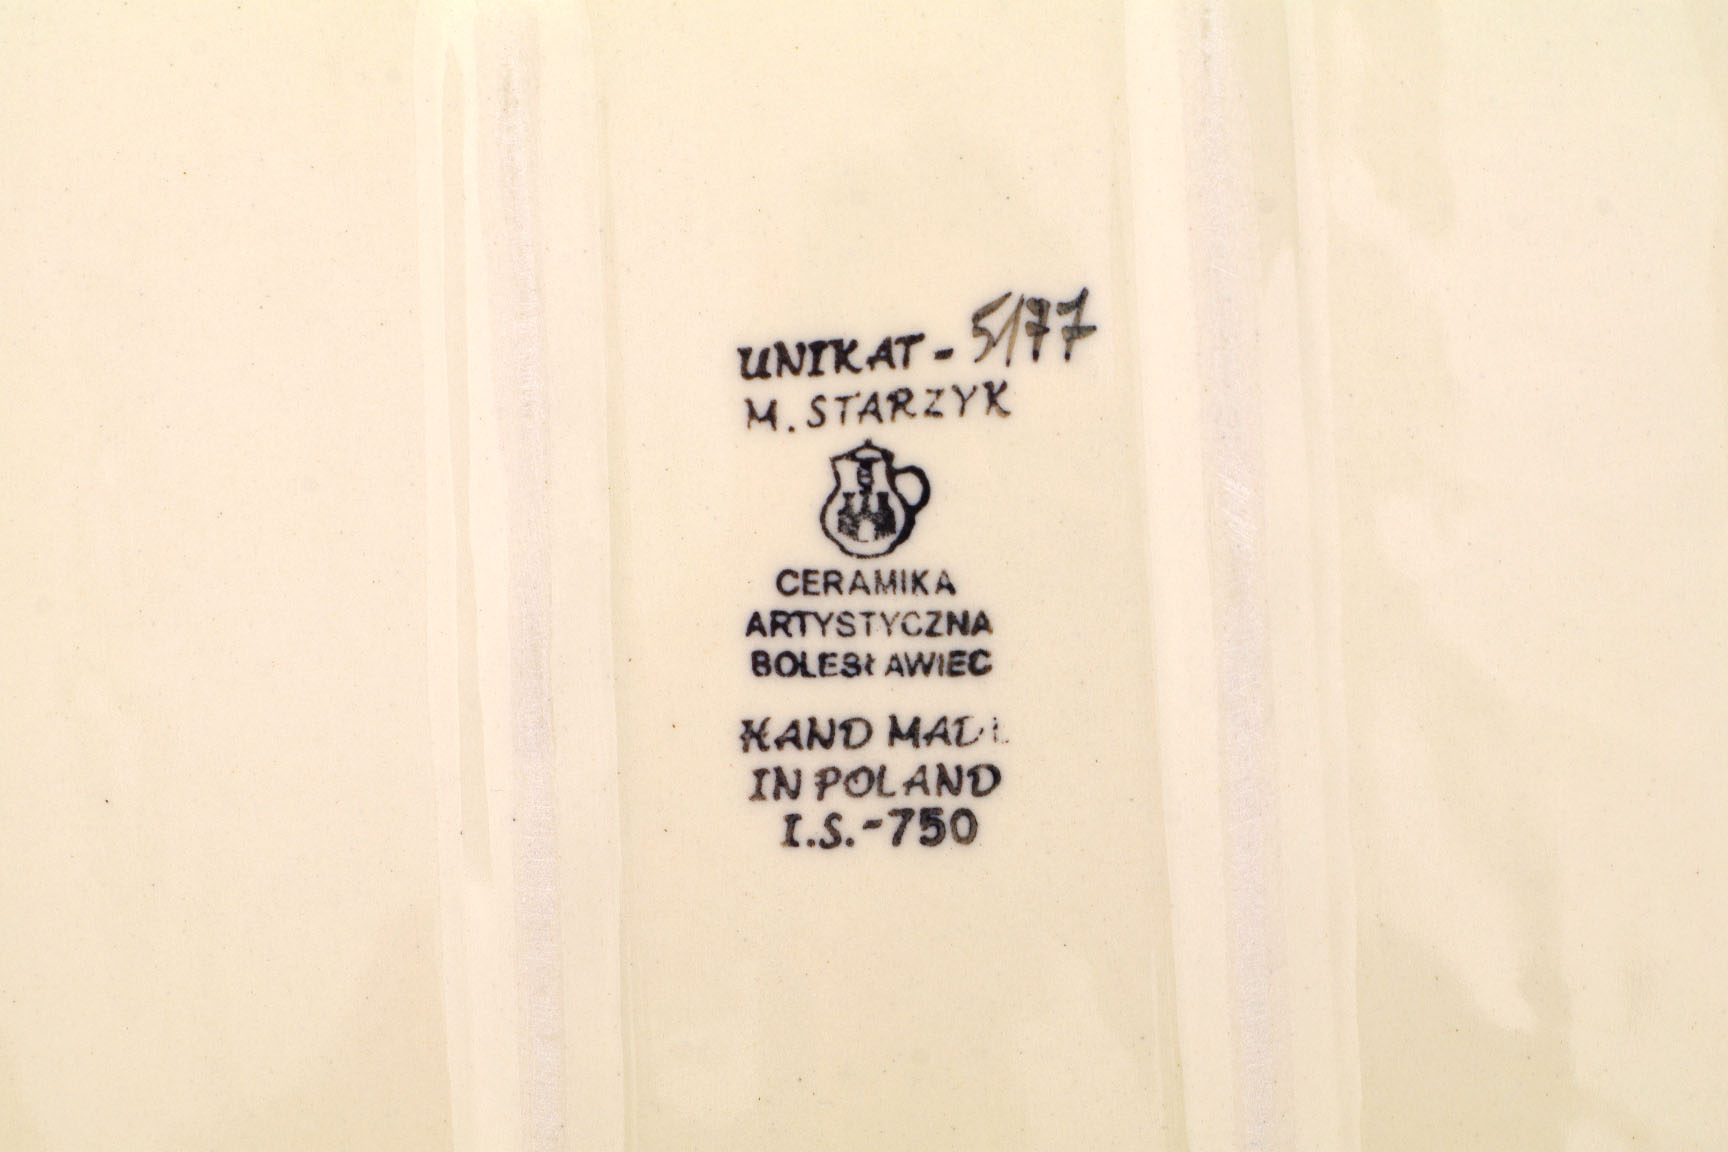 UNIKAT - 5/77
M. STARZYK
CERAMIKA
ARTYSTYCZNA
BOLESŁAWIEC
HAND MADE
IN POLAND
I.S.-750